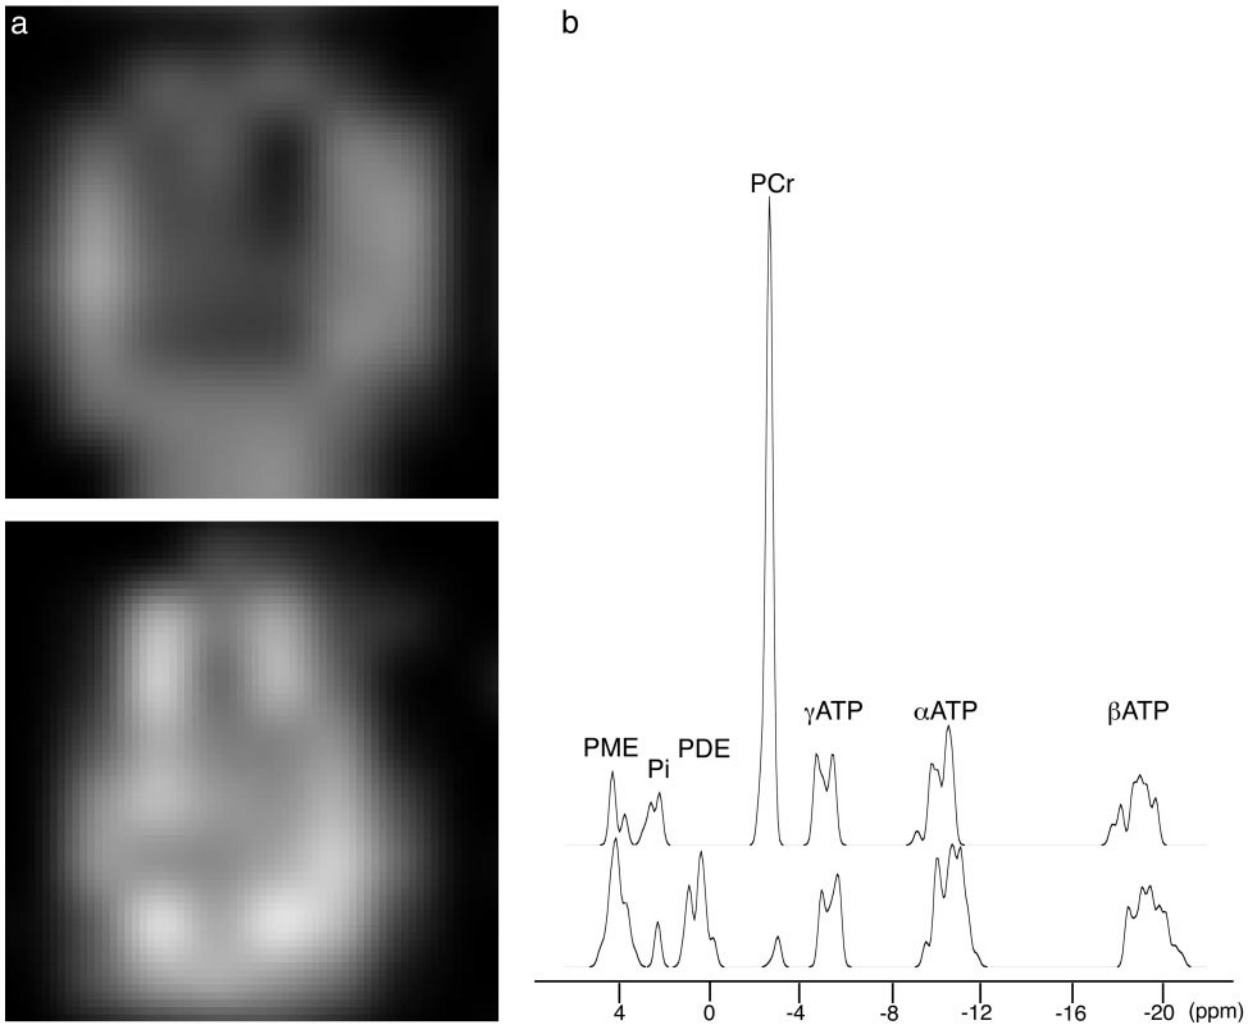 a
b
PCr
γATP
αATP
βATP
PME
PDE
Pi
4 0 -4 -8 -12 -16 -20 (ppm)